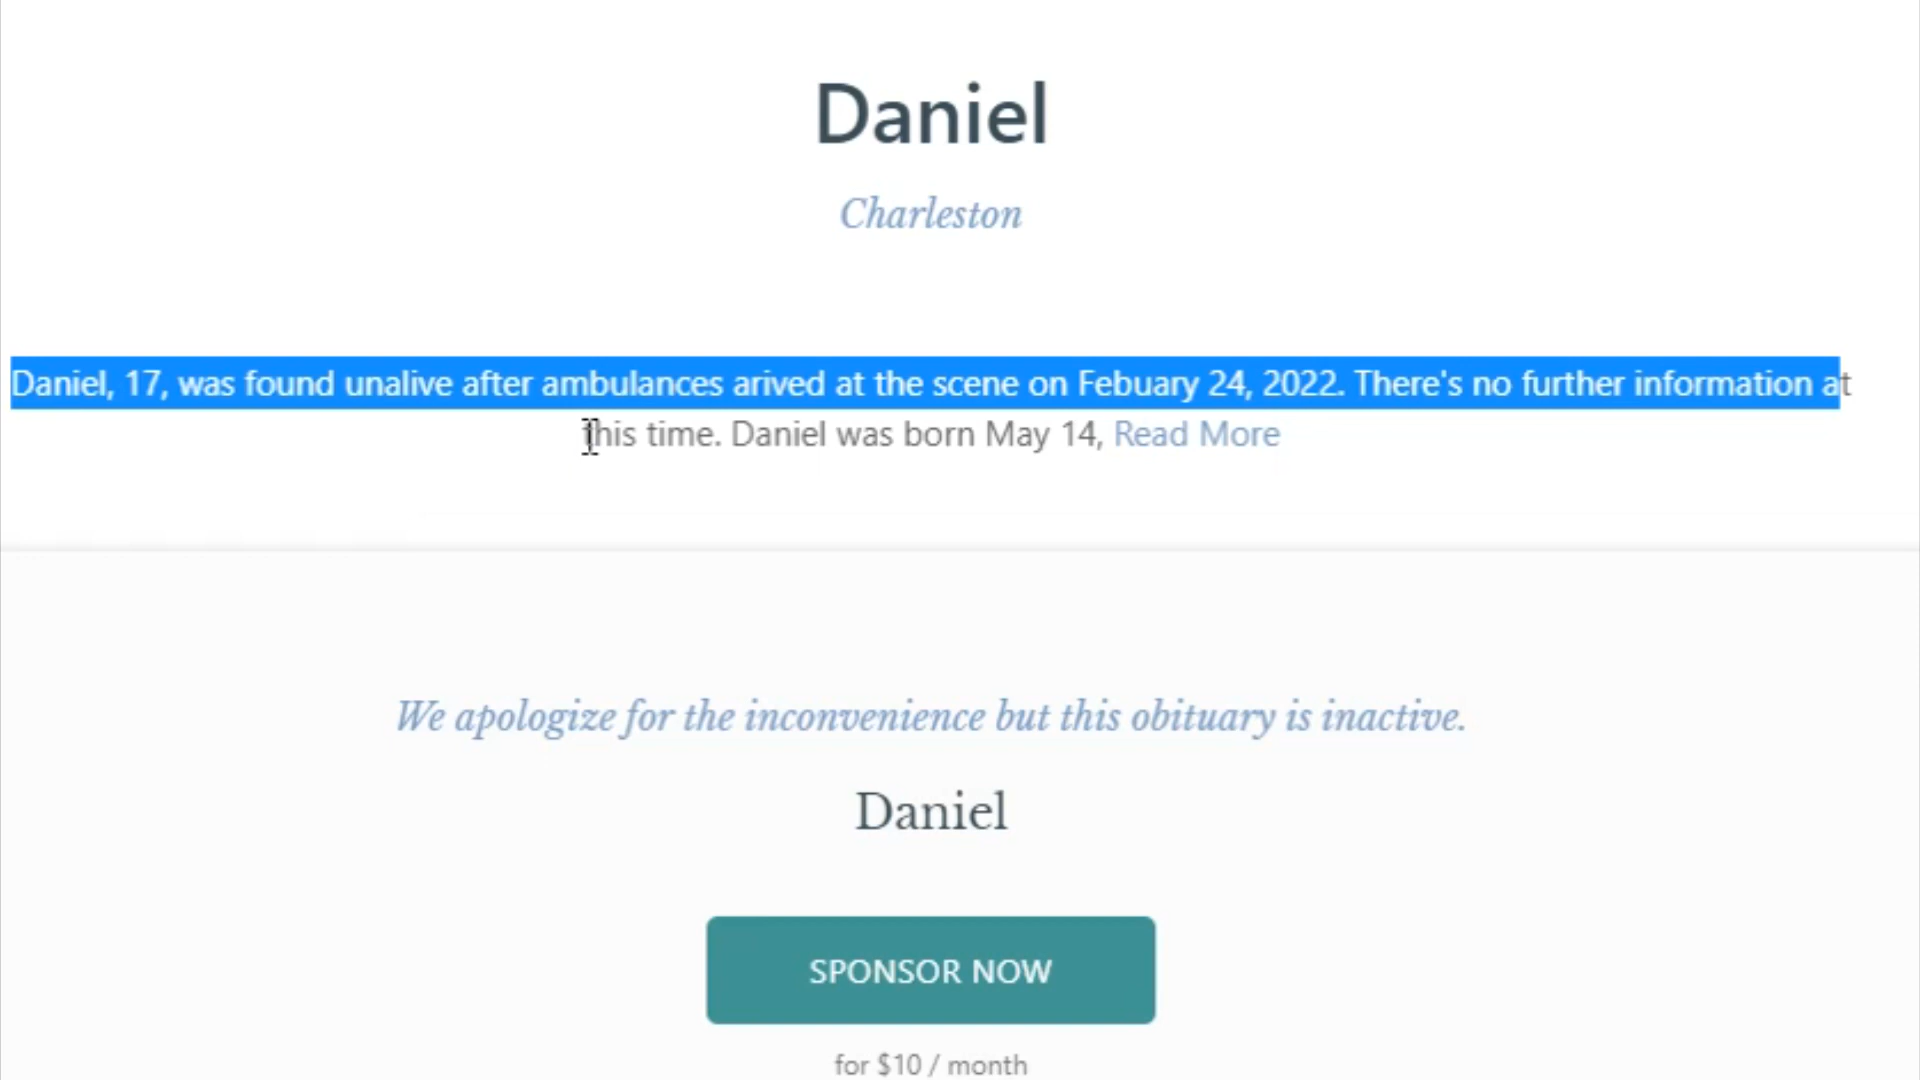 Daniel
Charleston
Daniel, 17, was found unalive after ambulances arived at the scene on Febuary 24, 2022. There's no further information at
this time. Daniel was born May 14, Read More
We apologize for the inconvenience but this obituary is inactive.
Daniel
SPONSOR NOW
for $10 / month